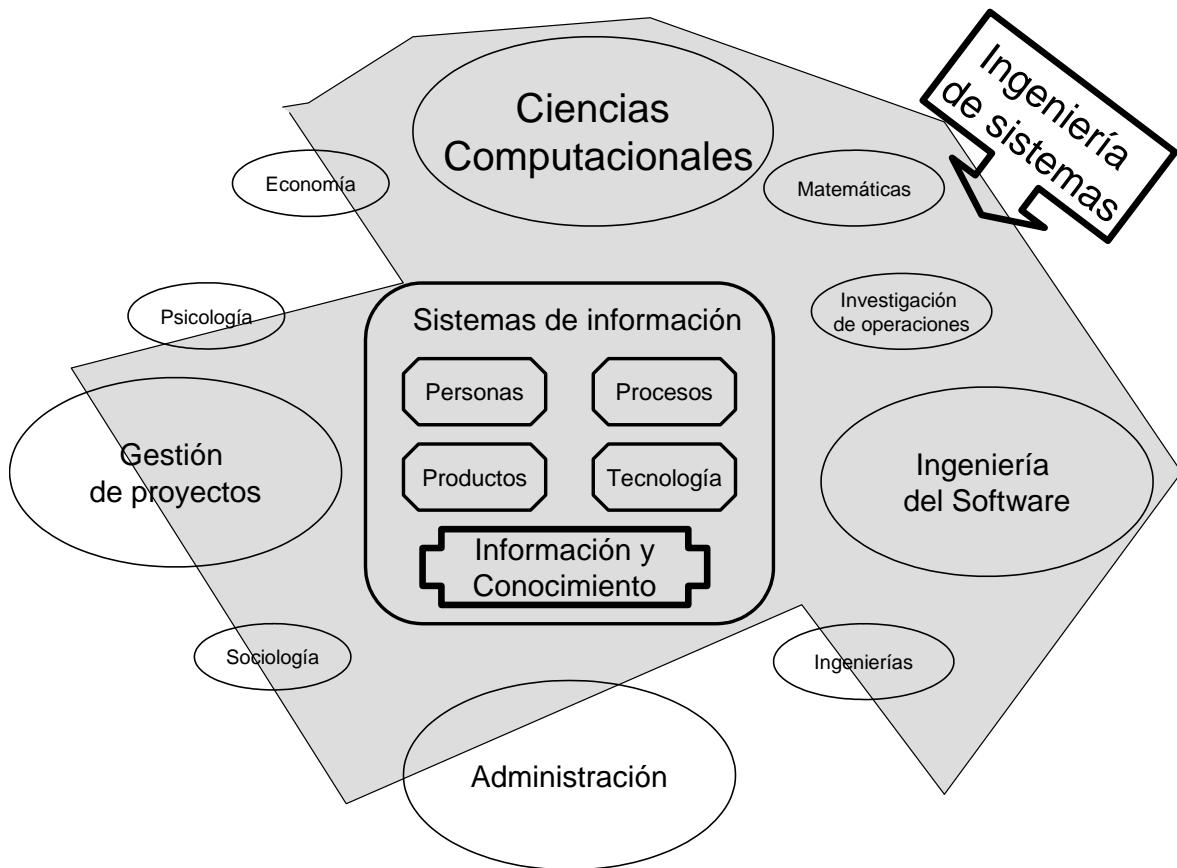 Ingeniería
de sistemas
Ciencias
Computacionales
Economía
Matemáticas
Psicología
Investigación
de operaciones
Sistemas de información
Personas
Procesos
Productos
Tecnología
Información y
Conocimiento
Gestión
de proyectos
Ingeniería
del Software
Sociología
Ingenierías
Administración